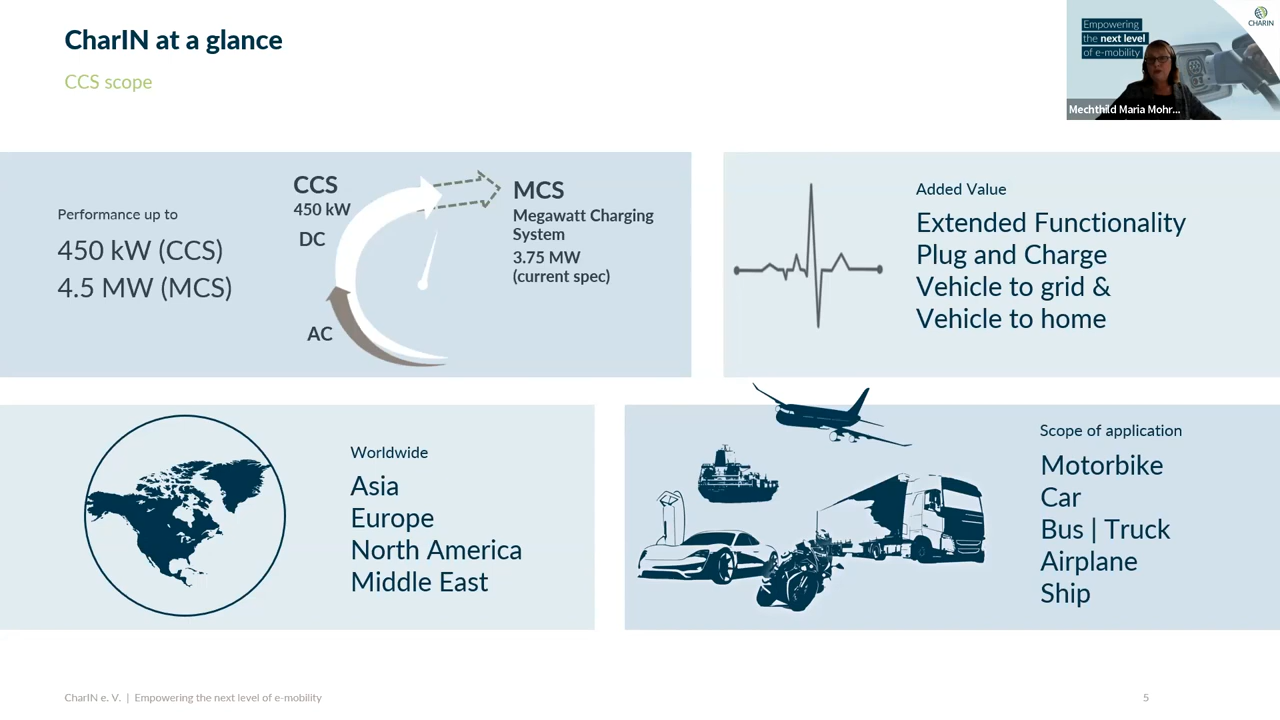 CharIN at a glance
CCS scope
Empowering
the next level
of e-mobility
CHARIN
Mechthild Maria Mohr...
Performance up to
450 kW (CCS)
4.5 MW (MCS)
CCS
450 kW
DC
AC
MCS
Megawatt Charging
System
3.75 MW
(current spec)
Added Value
Extended Functionality
Plug and Charge
Vehicle to grid &
Vehicle to home
Worldwide
Asia
Europe
North America
Middle East
Scope of application
Motorbike
Car
Bus | Truck
Airplane
Ship
CharIN e. V. | Empowering the next level of e-mobility
5